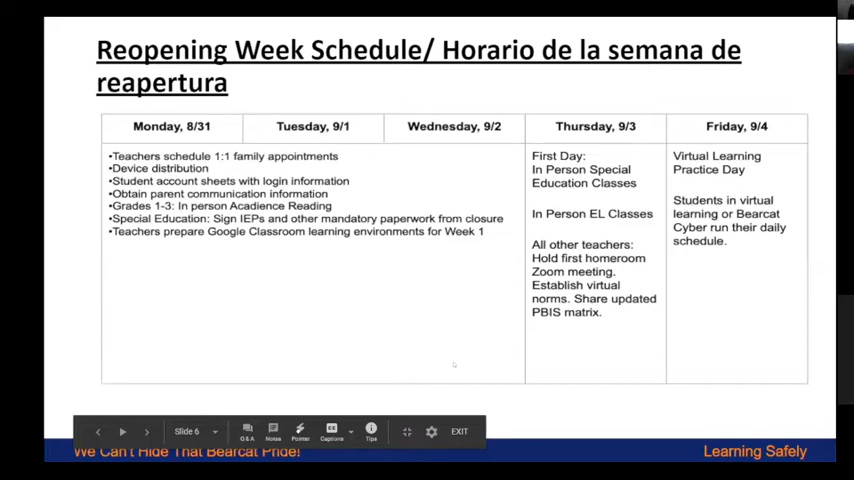 Reopening Week Schedule/ Horario de la semana de
reapertura
Monday, 8/31
Tuesday, 9/1
Wednesday, 9/2
Thursday, 9/3
Friday, 9/4
•Teachers schedule 1:1 family appointments
•Device distribution
•Student account sheets with login information
•Obtain parent communication information
•Grades 1-3: In person Acadience Reading
•Special Education: Sign IEPs and other mandatory paperwork from closure
•Teachers prepare Google Classroom learning environments for Week 1
First Day:
In Person Special
Education Classes
In Person EL Classes
All other teachers:
Hold first homeroom
Zoom meeting.
Establish virtual
norms. Share updated
PBIS matrix.
Virtual Learning
Practice Day
Students in virtual
learning or Bearcat
Cyber run their daily
schedule.
Slide 6
Q&A
Notes
Pointer
CC
Captions
Tips
EXIT
We Can't Hide That Bearcat Pride!
Learning Safely